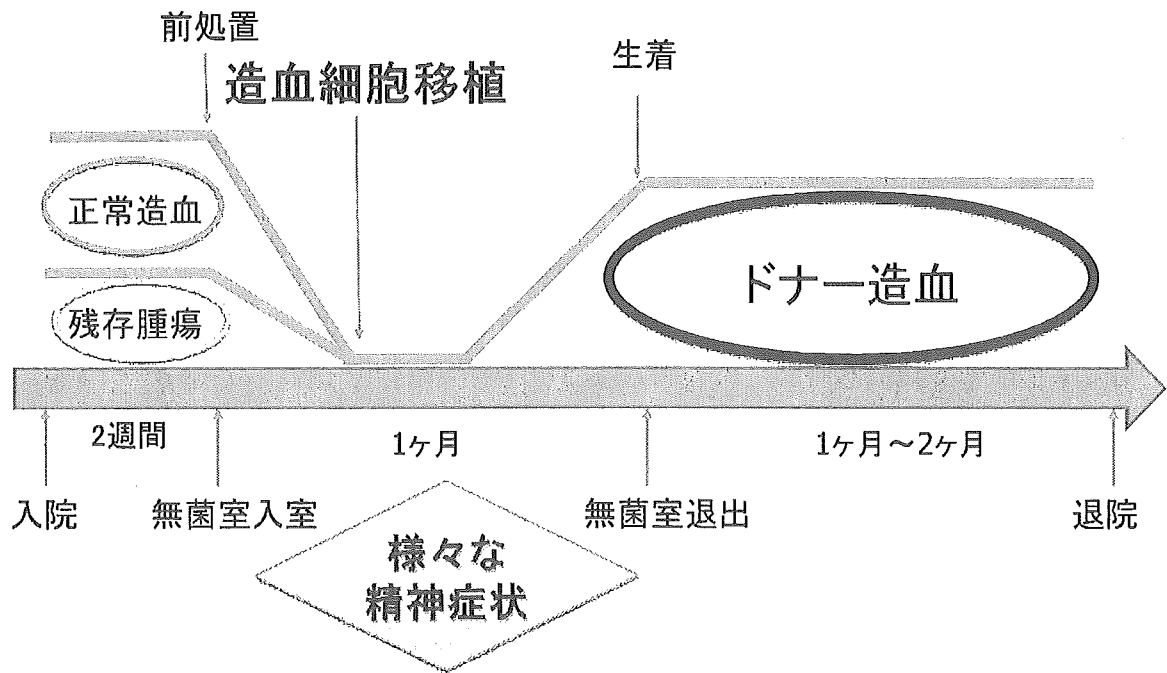 前処置
造血細胞移植
生着
正常造血
残存腫瘍
ドナー造血
2週間
1ヶ月
1ヶ月～2ヶ月
入院
無菌室入室
無菌室退出
退院
様々な
精神症状